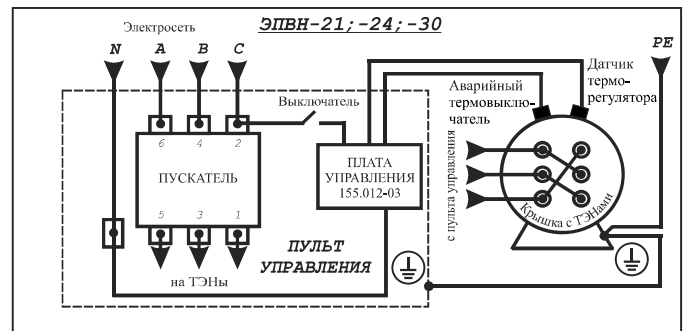 ЭПВН-21;-24;-30
Электросеть
N A B C
PE
Датчик
термо-
регулятора
Аварийный
термовыклю-
чатель
Выключатель
6 4 2
ПУСКАТЕЛЬ
5 3 1
на ТЭНы
ПЛАТА
УПРАВЛЕНИЯ
155.012-03
ПУЛЬТ
УПРАВЛЕНИЯ
с пульта управления
Крышка с ТЭНами